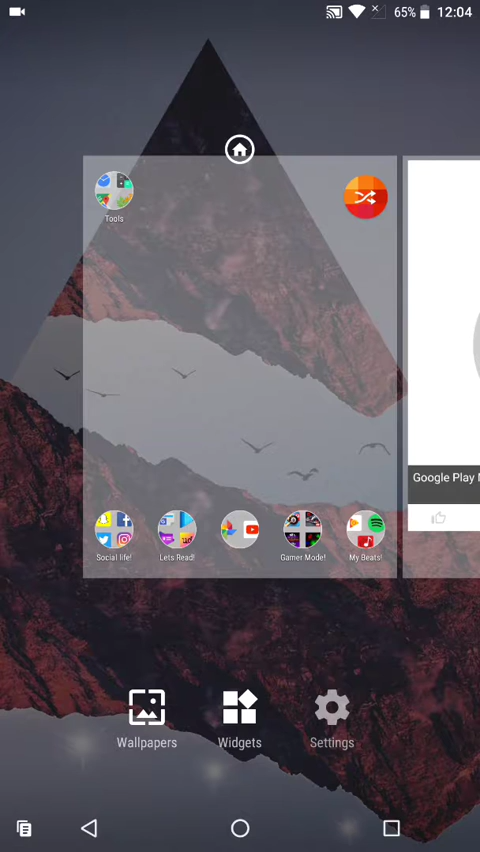 65% 12:04
Tools
Google Play
Social life!
Lets Read!
Gamer Mode!
My Beats!
Wallpapers
Widgets
Settings